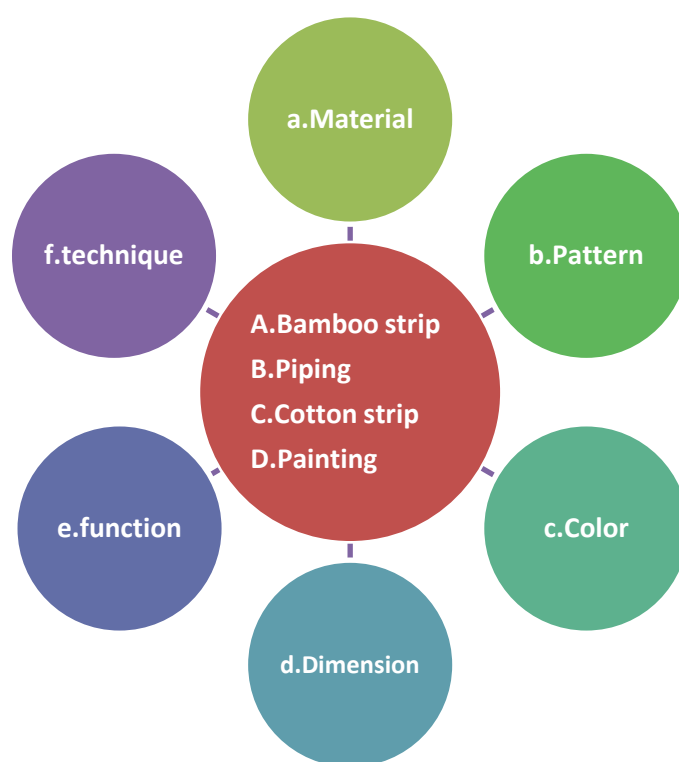 a.Material
b.Pattern
c.Color
d.Dimension
e.function
f.technique
A.Bamboo strip
B.Piping
C.Cotton strip
D.Painting